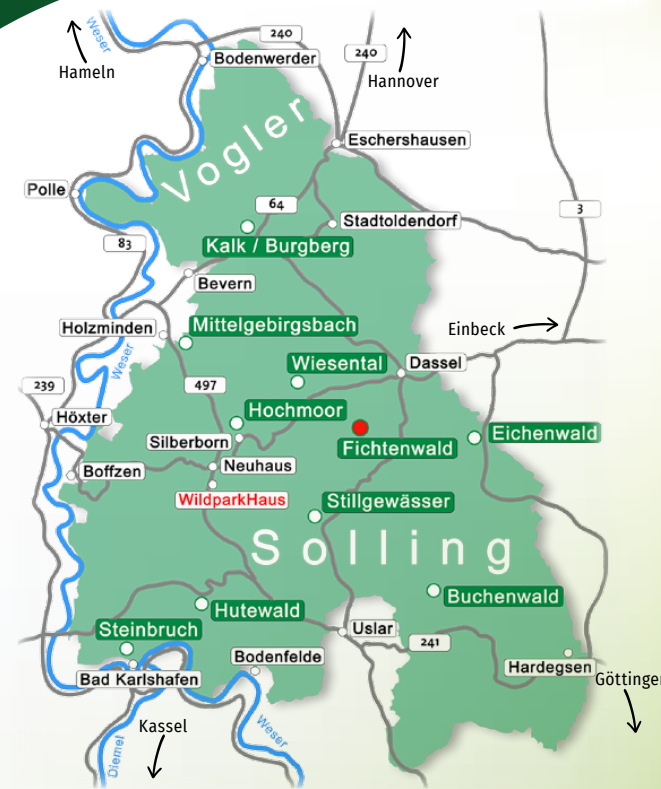 Weser
240
240
Hameln
Bodenwerder
Hannover
Vogler
Eschershausen
Polle
64
3
Stadtoldendorf
83
Kalk / Burgberg
Bevern
Mittelgebirgsbach
Holzminden
Einbeck
Weser
Wiesental
Dassel
239
497
Hochmoor
Höxter
Silberborn
Eichenwald
Fichtenwald
Neuhaus
Boffzen
WildparkHaus
Stillgewässer
Solling
Buchenwald
Hutewald
Steinbruch
Uslar
241
Bodenfelde
Hardegsen
Bad Karlshafen
Göttingen
Kassel
Weser
Diemel